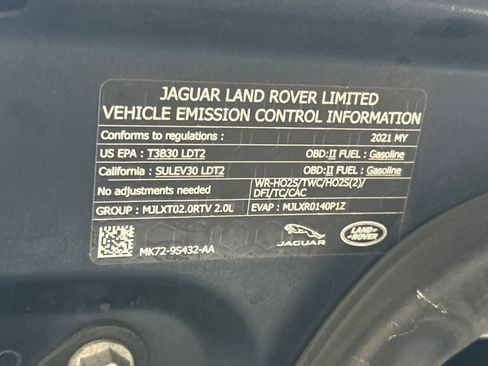 JAGUAR LAND ROVER LIMITED
VEHICLE EMISSION CONTROL INFORMATION
Conforms to regulations : 2021 MY
US EPA : T3B30 LDT2 OBD:II FUEL : Gasoline
California : SULEV30 LDT2 OBD:II FUEL : Gasoline
No adjustments needed WR-HO2S/TWC/HO2S(2)/
DFI/TC/CAC
GROUP : MJLXT02.0RTV 2.0L EVAP : MJLXR0140P1Z
MK72-9S432-AA
JAGUAR
LAND ROVER